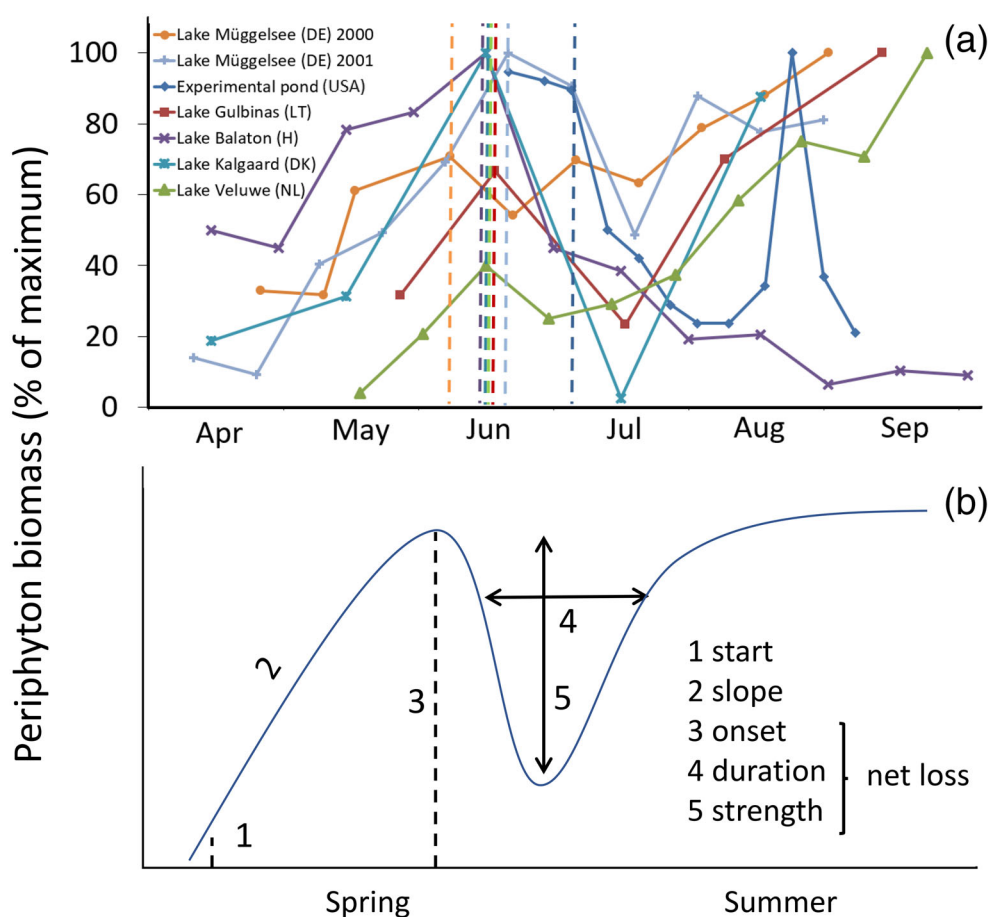 (a)
Lake Müggelsee (DE) 2000
Lake Müggelsee (DE) 2001
Experimental pond (USA)
Lake Gulbinas (LT)
Lake Balaton (H)
Lake Kalgaard (DK)
Lake Veluwe (NL)
100
80
60
40
20
0
Apr May Jun Jul Aug Sep
Periphyton biomass (% of maximum)
(b)
1
2
3
4
5
1 start
2 slope
3 onset
4 duration
5 strength
net loss
Spring Summer